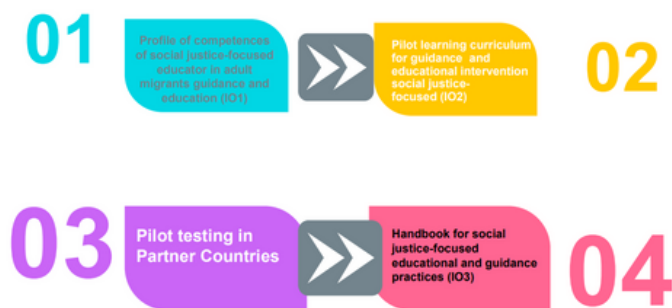 01
Profile of competences
of social justice-focused
educator in adult
migrants guidance and
education (IO1)
Pilot learning curriculum
for guidance and
educational intervention
social justice-
focused (IO2)
02
03
Pilot testing in
Partner Countries
Handbook for social
justice-focused
educational and guidance
practices (IO3)
04